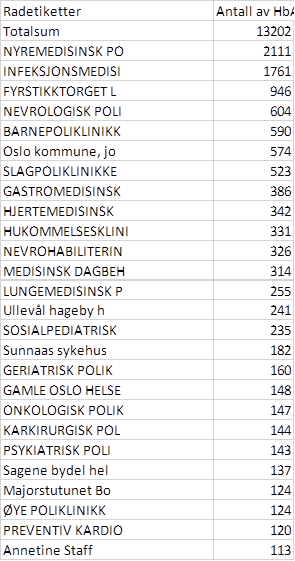 Radetiketter Antall av HbA
Totalsum 13202
NYREMEDISINSK PO 2111
INFEKSJONSMEDISI 1761
FYRSTIKKTORGET L 946
NEVROLOGISK POLI 604
BARNEPOLIKLINIKK 590
Oslo kommune, jo 574
SLAGPOLIKLINIKKE 523
GASTROMEDISINSK 386
HJERTEMEDISINSK 342
HUKOMMELSESKLINI 331
NEVROHABILITERIN 326
MEDISINSK DAGBEH 314
LUNGEMEDISINSK P 255
Ullevål hageby h 241
SOSIALPEDIATRISK 235
Sunnaas sykehus 182
GERIATRISK POLIK 160
GAMLE OSLO HELSE 148
ONKOLOGISK POLIK 147
KARKIRURGISK POL 144
PSYKIATRISK POLI 143
Sagene bydel hel 137
Majorstutunet Bo 124
ØYE POLIKLINIKK 124
PREVENTIV KARDIO 120
Annetine Staff 113